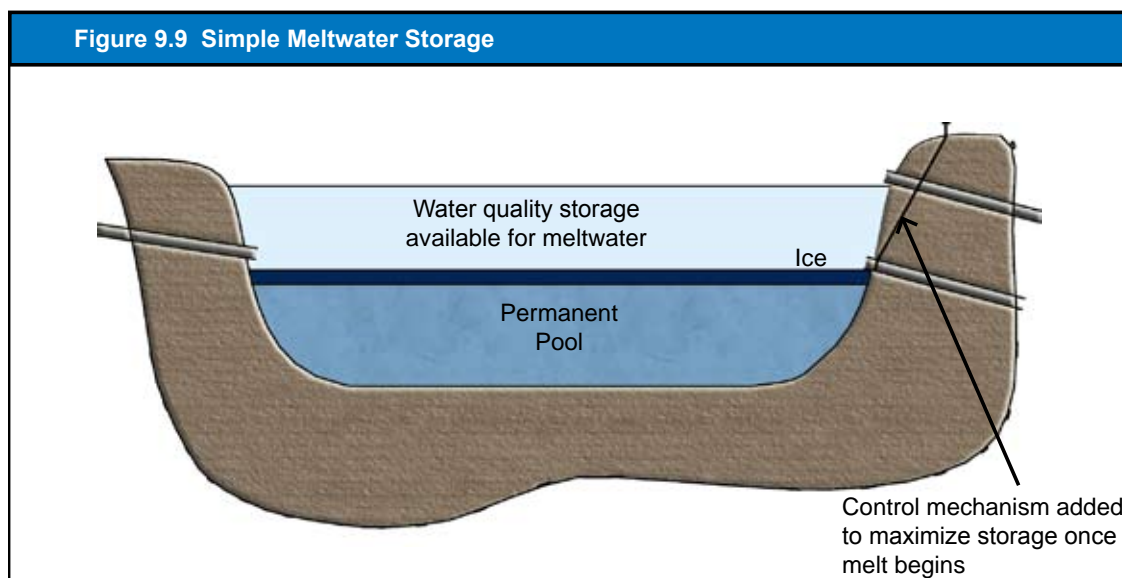 Figure 9.9 Simple Meltwater Storage
Water quality storage
available for meltwater
Ice
Permanent
Pool
Control mechanism added
to maximize storage once
melt begins